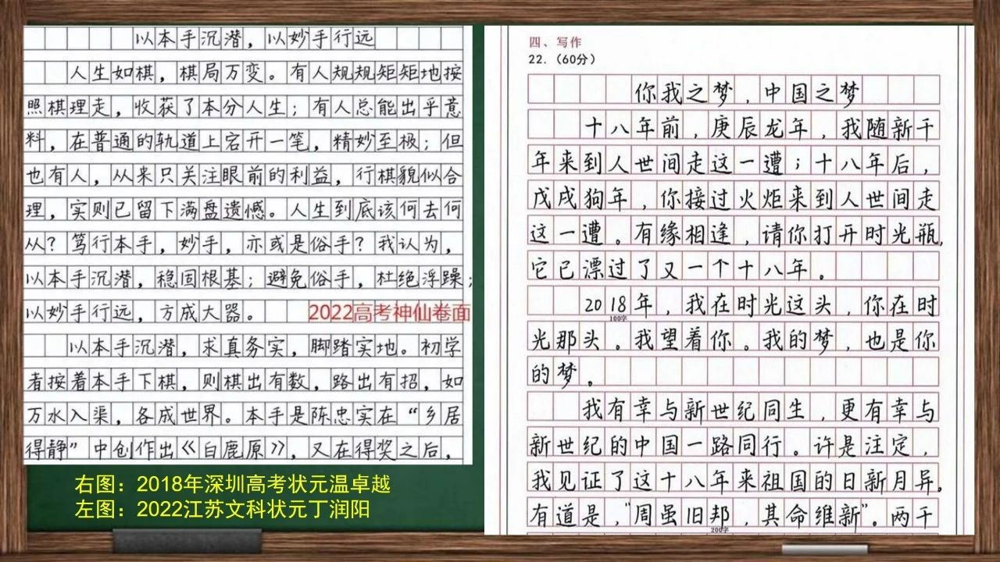 以本手沉潜，以妙手行远
人生如棋，棋局万变。有人规规矩矩地按
照棋理走，收获了本分人生；有人总能出乎意
料，在普通的轨道上宕开一笔，精妙至极；但
也有人，从来只关注眼前的利益，行棋貌似合
理，实则已留下满盘遗憾。人生到底该何去何
从？笃行本手，妙手，亦或是俗手？我认为，
以本手沉潜，稳固根基；避免俗手，杜绝浮躁；
以妙手行远，方成大器。
2022高考神仙卷面
以本手沉潜，求真务实，脚踏实地。初学
者按着本手下棋，则棋出有数，路出有招，如
万水入渠，各成世界。本手是陈忠实在“乡居
得静”中创作出《白鹿原》，又在得奖之后，
右图：2018年深圳高考状元温卓越
左图：2022江苏文科状元丁润阳
四、写作
22.（60分）
你我之梦，中国之梦
十八年前，庚辰龙年，我随新千
年来到人世间走这一遭；十八年后，
戊戌狗年，你接过火炬来到人世间走
这一遭。有缘相逢，请你打开时光瓶，
它已漂过了又一个十八年。
2018年，我在时光这头，你在时
100字
光那头。我望着你。我的梦，也是你
的梦。
我有幸与新世纪同生，更有幸与
新世纪的中国一路同行。许是注定，
我见证了这十八年来祖国的日新月异。
有道是，"周虽旧邦，其命维新"。两千
200字